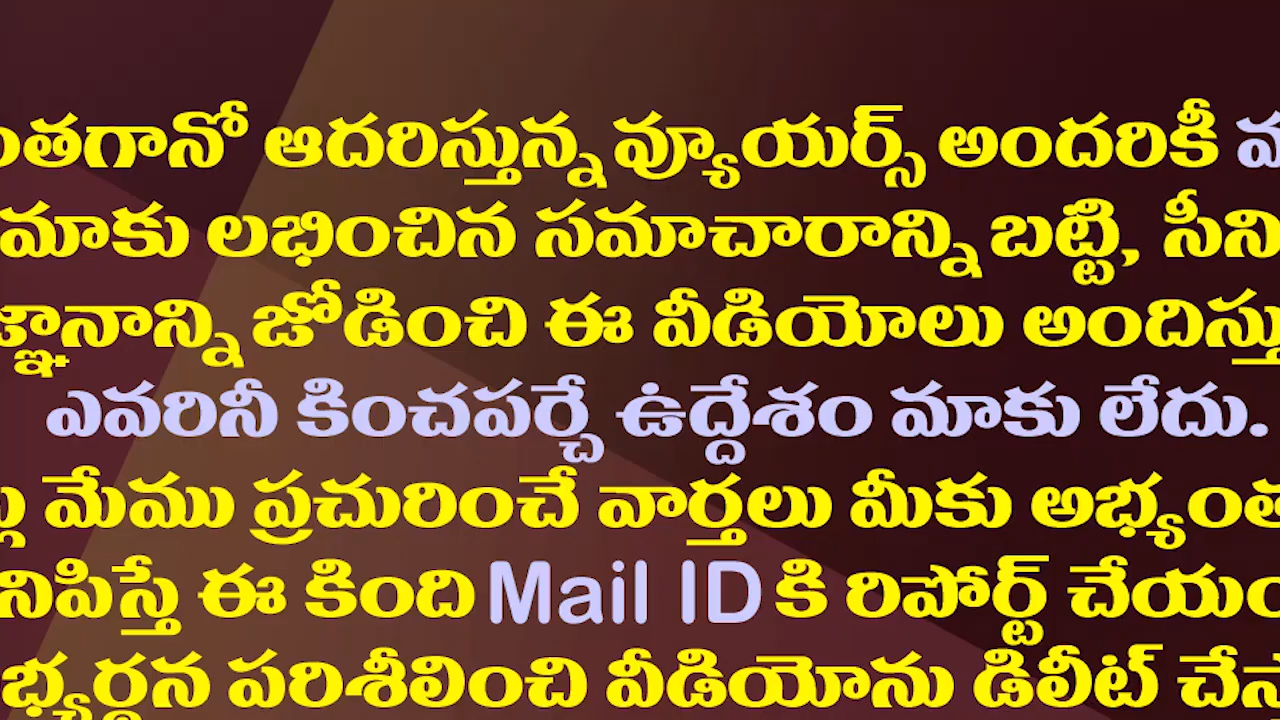 ంతగానో ఆదరిస్తున్న వ్యూయర్స్ అందరికీ
మాకు లభించిన సమాచారాన్ని బట్టి, సీని
జ్ఞానాన్ని జోడించి ఈ వీడియోలు అందిస్తు
ఎవరినీ కించపర్చే ఉద్దేశం మాకు లేదు.
మేము ప్రచురించే వార్తలు మీకు అభ్యంత
నిపిస్తే ఈ కింది Mail ID కి రిపోర్ట్ చేయం
భ్యర్ధన పరిశీలించి వీడియోను డిలీట్ చేస